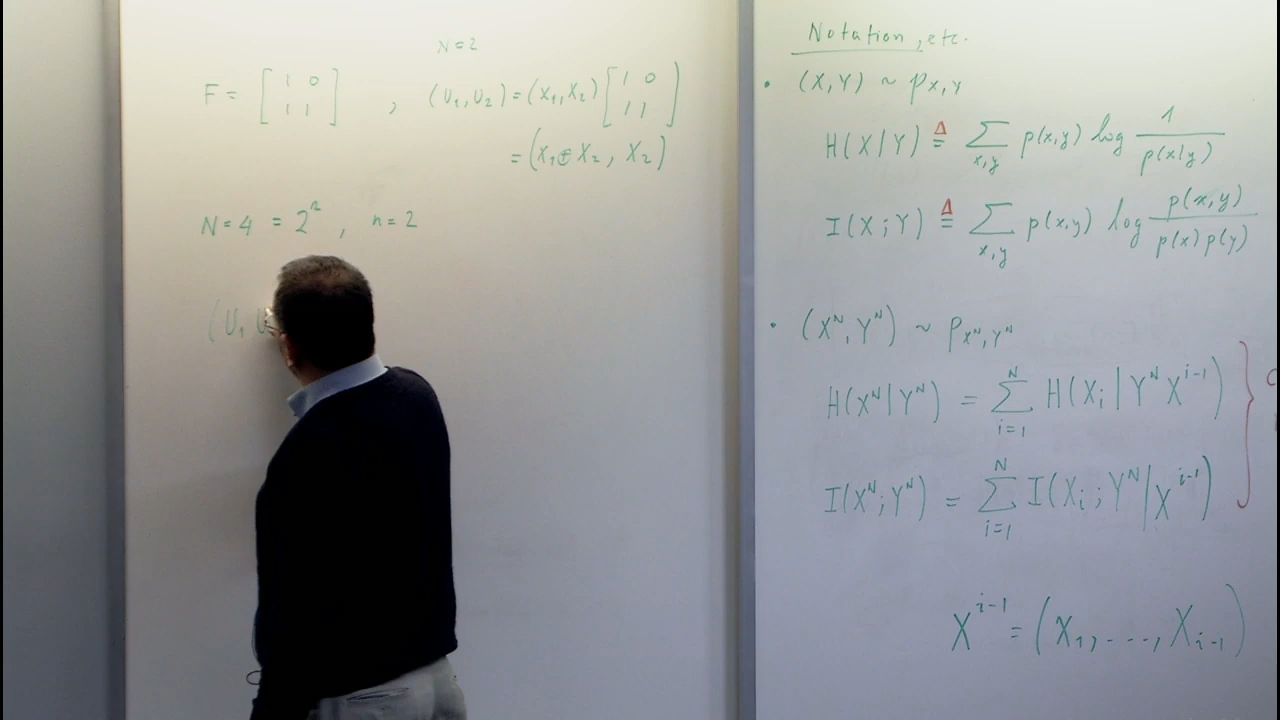 N=2
F = [1 0 , (U₁,U₂) = (X₁,X₂) [1 0
1 1] 1 1]
= (X₁⊕X₂, X₂)
N=4 = 2², n=2
(U₁
Notation, etc.
• (X,Y) ~ p_{X,Y}
H(X|Y) ≜ Σ_{x,y} p(x,y) log 1/p(x|y)
I(X;Y) ≜ Σ_{x,y} p(x,y) log p(x,y)/p(x)p(y)
• (X^N, Y^N) ~ p_{X^N,Y^N}
H(X^N|Y^N) = Σ_{i=1}^{N} H(X_i|Y^N X^{i-1})
I(X^N;Y^N) = Σ_{i=1}^{N} I(X_i;Y^N|X^{i-1})
X^{i-1} = (X₁,----,X_{i-1})